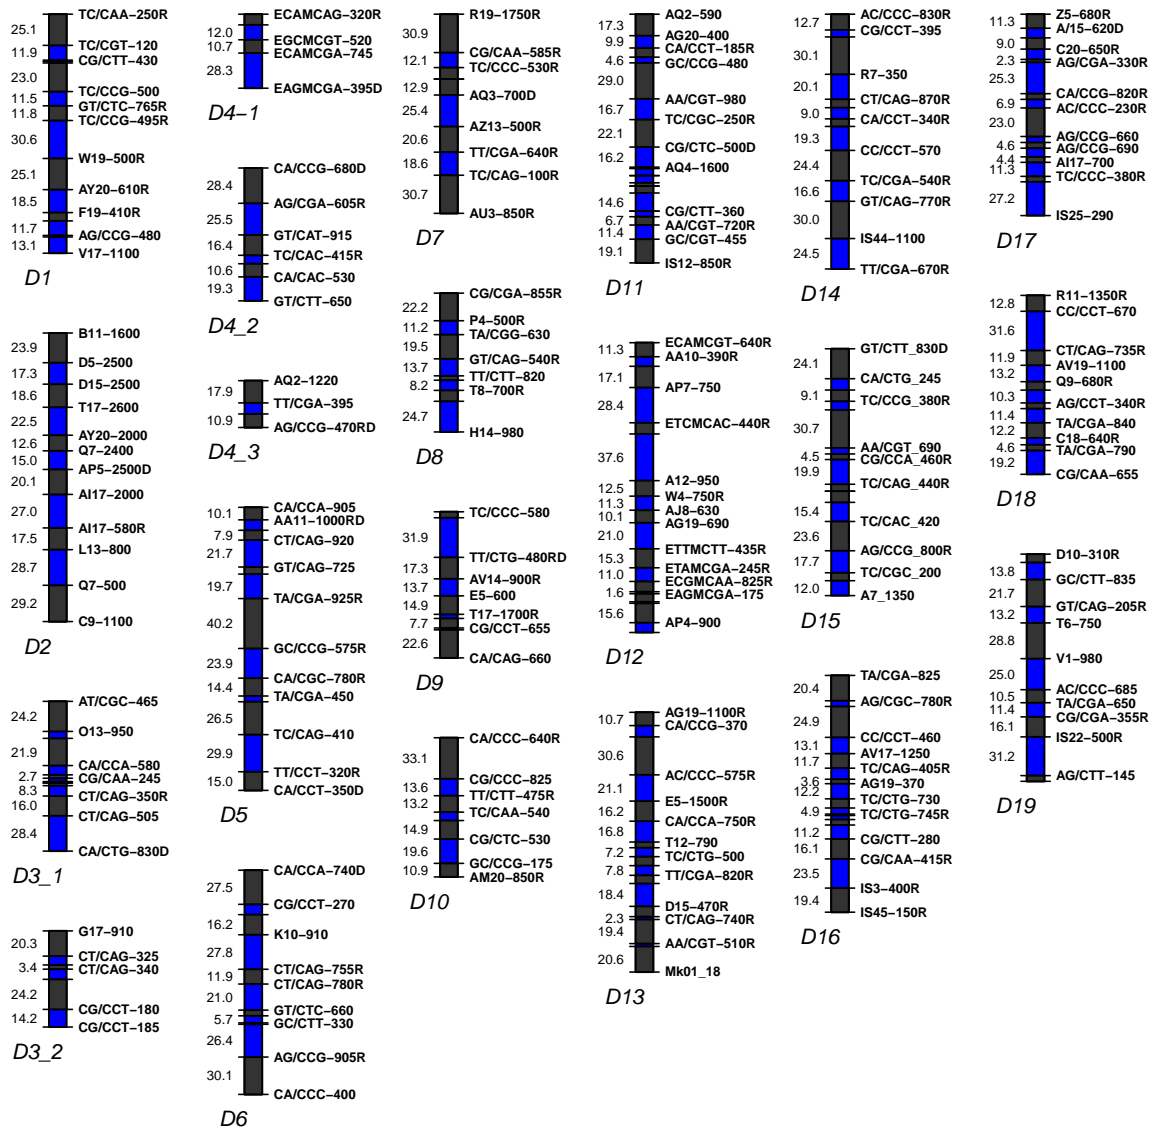 TC/CAA−250R
25.1
TC/CGT−120
11.9
CG/CTT−430
23.0
TC/CCG−500
11.5
GT/CTC−765R
11.8
TC/CCG−495R
30.6
W19−500R
25.1
AY20−610R
18.5
F19−410R
11.7
AG/CCG−480
13.1
V17−1100
D1
B11−1600
23.9
D5−2500
17.3
D15−2500
18.6
T17−2600
22.5
AY20−2000
12.6
Q7−2400
15.0
AP5−2500D
20.1
AI17−2000
27.0
AI17−580R
17.5
L13−800
28.7
Q7−500
29.2
C9−1100
D2
AT/CGC−465
24.2
O13−950
21.9
CA/CCA−580
2.7
CG/CAA−245
8.3
CT/CAG−350R
16.0
CT/CAG−505
28.4
CA/CTG−830D
D3_1
G17−910
20.3
CT/CAG−325
3.4
CT/CAG−340
24.2
CG/CCT−180
14.2
CG/CCT−185
D3_2
ECAMCAG−320R
12.0
EGCMCGT−520
10.7
ECAMCGA−745
28.3
EAGMCGA−395D
D4−1
CA/CCG−680D
28.4
AG/CGA−605R
25.5
GT/CAT−915
16.4
TC/CAC−415R
10.6
CA/CAC−530
19.3
GT/CTT−650
D4_2
AQ2−1220
17.9
TT/CGA−395
10.9
AG/CCG−470RD
D4_3
CA/CCA−905
10.1
AA11−1000RD
7.9
CT/CAG−920
21.7
GT/CAG−725
19.7
TA/CGA−925R
40.2
GC/CCG−575R
23.9
CA/CGC−780R
14.4
TA/CGA−450
26.5
TC/CAG−410
29.9
TT/CCT−320R
15.0
CA/CCT−350D
D5
CA/CCA−740D
27.5
CG/CCT−270
16.2
K10−910
27.8
CT/CAG−755R
11.9
CT/CAG−780R
21.0
GT/CTC−660
5.7
GC/CTT−330
26.4
AG/CCG−905R
30.1
CA/CCC−400
D6
R19−1750R
30.9
CG/CAA−585R
12.1
TC/CCC−530R
12.9
AQ3−700D
25.4
AZ13−500R
20.6
TT/CGA−640R
18.6
TC/CAG−100R
30.7
AU3−850R
D7
CG/CGA−855R
22.2
P4−500R
11.2
TA/CGG−630
19.5
GT/CAG−540R
13.7
TT/CTT−820
8.2
T8−700R
24.7
H14−980
D8
TC/CCC−580
31.9
TT/CTG−480RD
17.3
AV14−900R
13.7
E5−600
14.9
T17−1700R
7.7
CG/CCT−655
22.6
CA/CAG−660
D9
CA/CCC−640R
33.1
CG/CCC−825
13.6
TT/CTT−475R
13.2
TC/CAA−540
14.9
CG/CTC−530
19.6
GC/CCG−175
10.9
AM20−850R
D10
AQ2−590
17.3
AG20−400
9.9
CA/CCT−185R
4.6
GC/CCG−480
29.0
AA/CGT−980
16.7
TC/CGC−250R
22.1
CG/CTC−500D
16.2
AQ4−1600
14.6
CG/CTT−360
6.7
AA/CGA−720R
11.4
GC/CGT−455
19.1
IS12−850R
D11
ECAMCGT−640R
11.3
AA10−390R
17.1
AP7−750
28.4
ETCMCAC−440R
37.6
A12−950
12.5
W4−750R
11.3
AJ8−630
10.1
AG19−690
21.0
ETTMCTT−435R
15.3
ETAMCGA−245R
11.0
ECGMCAA−825R
1.6
EAGMCGA−175
15.6
AP4−900
D12
AG19−1100R
10.7
CA/CCG−370
30.6
AC/CCC−575R
21.1
E5−1500R
16.2
CA/CCA−750R
16.8
T12−790
7.2
TC/CTG−500
7.8
TT/CGA−820R
18.4
D15−470R
2.3
CT/CAG−740R
19.4
AA/CGT−510R
20.6
Mk01_18
D13
AC/CCC−830R
12.7
CG/CCT−395
30.1
R7−350
20.1
CT/CAG−870R
9.0
CA/CCT−340R
19.3
CC/CCT−570
24.4
TC/CGA−540R
16.6
GT/CAG−770R
30.0
IS44−1100
24.5
TT/CGA−670R
D14
GT/CTT_830D
24.1
CA/CTG_245
9.1
TC/CCG_380R
30.7
AA/CGT_690
4.5
CG/CCA_460R
19.9
TC/CAG_440R
15.4
TC/CAC_420
23.6
AG/CCG_800R
17.7
TC/CGC_200
12.0
A7_1350
D15
TA/CGA−825
20.4
AG/CGC−780R
24.9
CC/CCT−460
13.1
AV17−1250
11.7
TC/CAG−405R
3.6
AG19−370
12.2
TC/CTG−730
4.9
TC/CTG−745R
11.2
CG/CTT−280
16.1
CG/CAA−415R
23.5
IS3−400R
19.4
IS45−150R
D16
Z5−680R
11.3
A/15−620D
9.0
C20−650R
2.3
AG/CGA−330R
25.3
CA/CCG−820R
6.9
AC/CCC−230R
23.0
AG/CCG−660
4.6
AG/CCG−690
4.4
AI17−700
11.3
TC/CCC−380R
27.2
IS25−290
D17
R11−1350R
12.8
CC/CCT−670
31.6
CT/CAG−735R
11.9
AV19−1100
13.2
Q9−680R
10.3
AG/CCT−340R
11.4
TA/CGA−840
12.2
C18−640R
4.6
TA/CGA−790
19.2
CG/CAA−655
D18
D10−310R
13.8
GC/CTT−835
21.7
GT/CAG−205R
13.2
T6−750
28.8
V1−980
25.0
AC/CCC−685
10.5
TA/CGA−650
11.4
CG/CGA−355R
16.1
IS22−500R
31.2
AG/CTT−145
D19